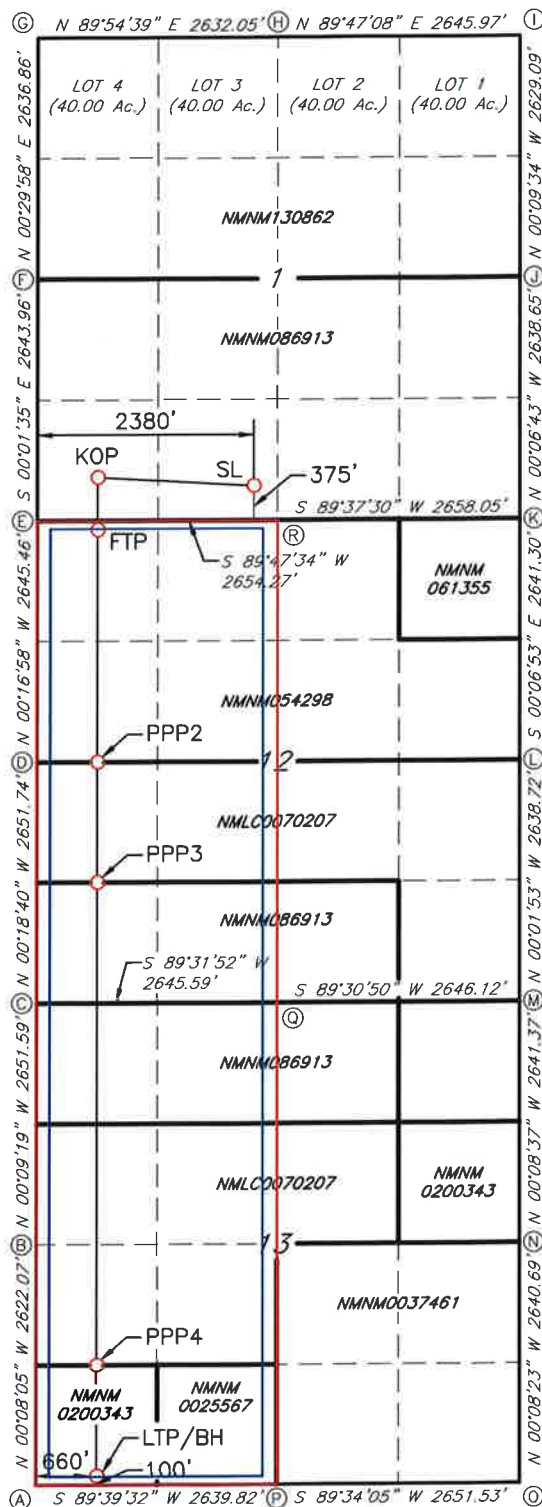 G N 89°54'39" E 2632.05' H N 89°47'08" E 2645.97' I
N 00°29'58" E 2636.86'
LOT 4
(40.00 Ac.)
LOT 3
(40.00 Ac.)
LOT 2
(40.00 Ac.)
LOT 1
(40.00 Ac.)
N 00°09'34" W 2629.09'
NMNM130862
F 1 J
S 00°01'35" E 2643.96'
NMNM086913
N 00°06'43" W 2638.65'
2380'
KOP
SL
375'
S 89°37'30" W 2658.05'
E K
FTP
R
S 89°47'34" W
2654.27'
NMNM
061355
N 00°16'58" W 2645.46'
S 00°06'53" E 2641.30'
NMNM054298
PPP2
D 12 L
NMLC0070207
PPP3
N 00°18'40" W 2651.74'
NMNM086913
N 00°01'53" W 2638.72'
S 89°31'52" W
2645.59'
S 89°30'50" W 2646.12'
C M
Q
NMNM086913
N 00°09'19" W 2651.59'
N 00°08'37" W 2641.37'
NMLC0070207
NMNM
0200343
B 13 N
NMNM0037461
PPP4
N 00°08'05" W 2622.07'
N 00°08'23" W 2640.69'
NMNM
0200343
NMNM
0025567
LTP/BH
660'
100'
A S 89°39'32" W 2639.82' P S 89°34'05" W 2651.53' O